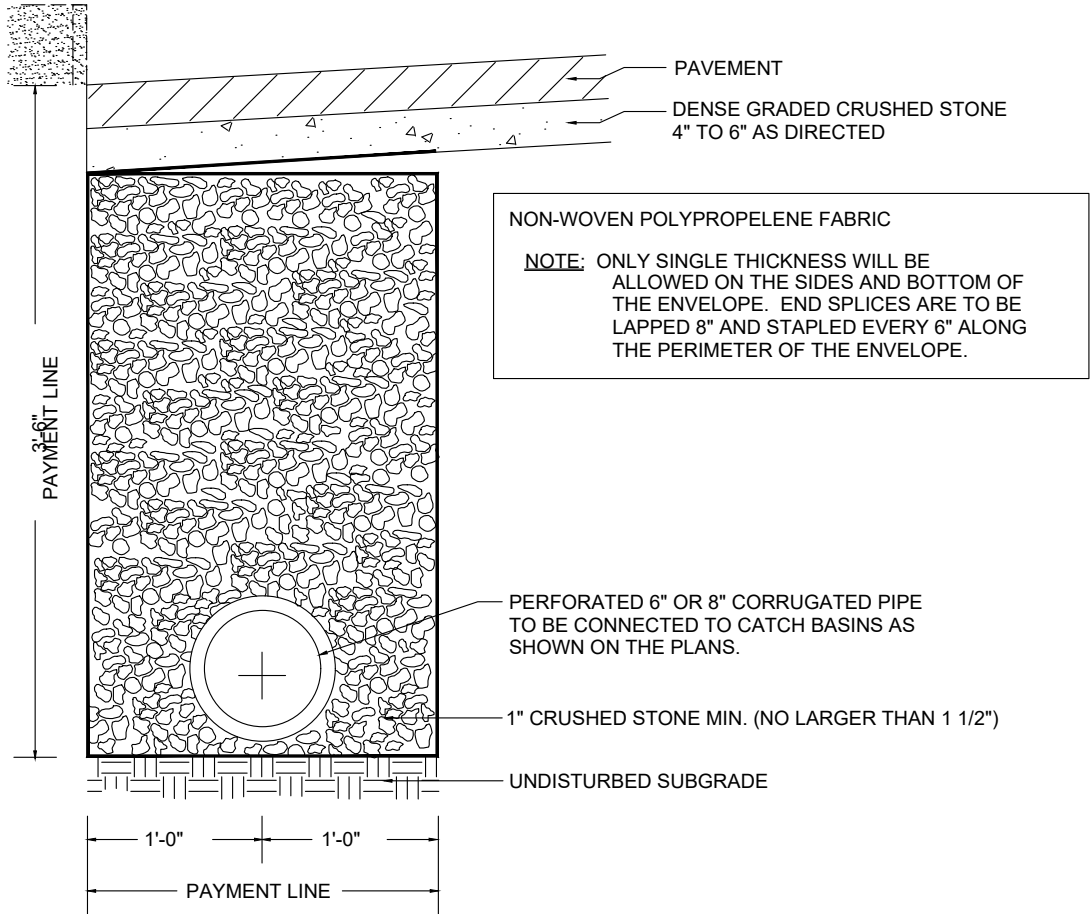 PAVEMENT
DENSE GRADED CRUSHED STONE
4" TO 6" AS DIRECTED
NON-WOVEN POLYPROPELENE FABRIC
NOTE: ONLY SINGLE THICKNESS WILL BE
ALLOWED ON THE SIDES AND BOTTOM OF
THE ENVELOPE. END SPLICES ARE TO BE
LAPPED 8" AND STAPLED EVERY 6" ALONG
THE PERIMETER OF THE ENVELOPE.
3'-6"
PAYMENT LINE
PERFORATED 6" OR 8" CORRUGATED PIPE
TO BE CONNECTED TO CATCH BASINS AS
SHOWN ON THE PLANS.
1" CRUSHED STONE MIN. (NO LARGER THAN 1 1/2")
UNDISTURBED SUBGRADE
1'-0" 1'-0"
PAYMENT LINE